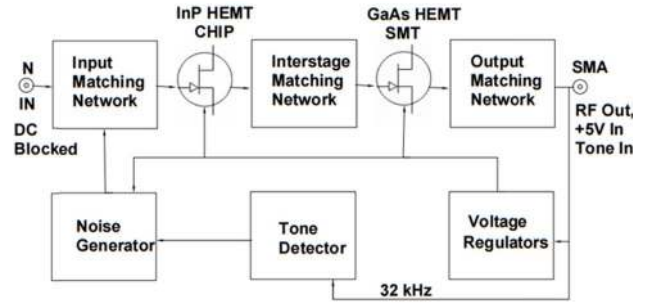 InP HEMT
CHIP
GaAs HEMT
SMT
N
IN
DC
Blocked
Input
Matching
Network
Interstage
Matching
Network
Output
Matching
Network
SMA
RF Out,
+5V In
Tone In
Noise
Generator
Tone
Detector
Voltage
Regulators
32 kHz